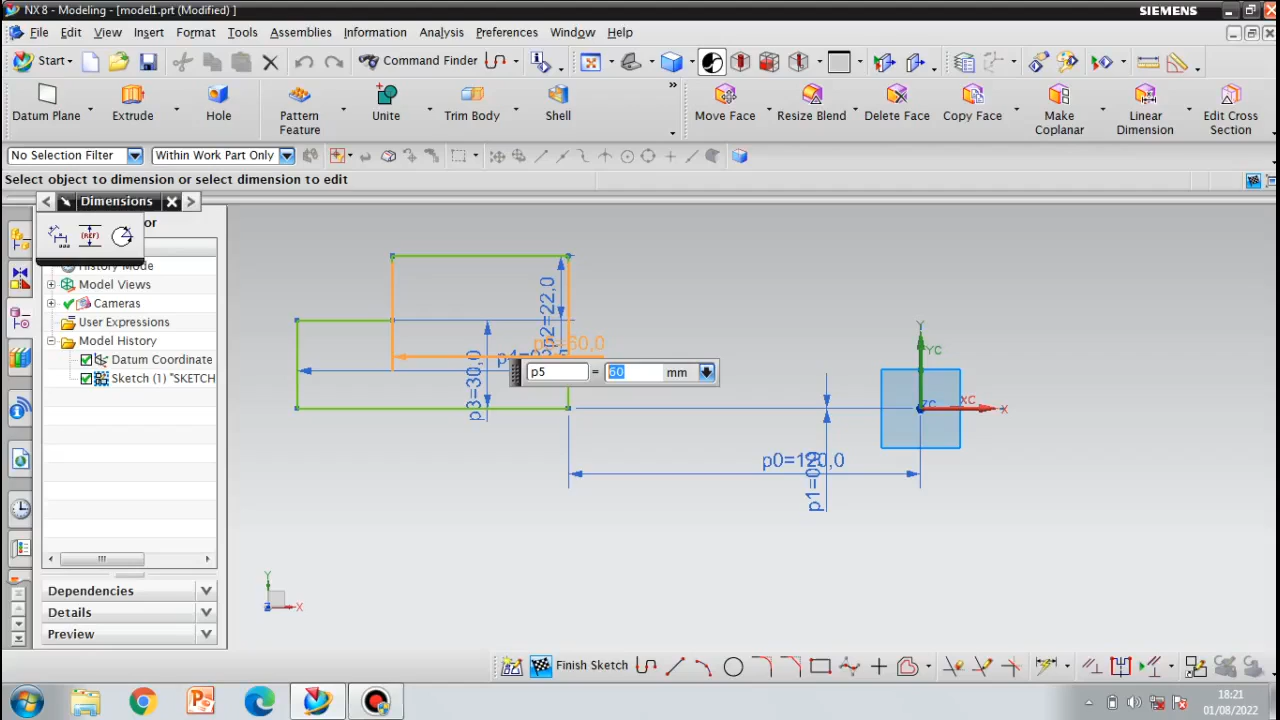 NX 8 - Modeling - [model1.prt (Modified) ]
SIEMENS
File Edit View Insert Format Tools Assemblies Information Analysis Preferences Window Help
Start Command Finder
Datum Plane Extrude Hole Pattern Feature Unite Trim Body Shell » Move Face Resize Blend Delete Face Copy Face Make Coplanar Linear Dimension Edit Cross Section
No Selection Filter Within Work Part Only
Select object to dimension or select dimension to edit
Dimensions
or
History Mode
Model Views
Cameras
User Expressions
Model History
Datum Coordinate
Sketch (1) "SKETCH
Dependencies
Details
Preview
p2=22,0
=60,0
p5 = 60 mm
p3=30,0
Y
YC
ZC
XC
X
p0=120,0
Y
X
Finish Sketch
18:21
01/08/2022